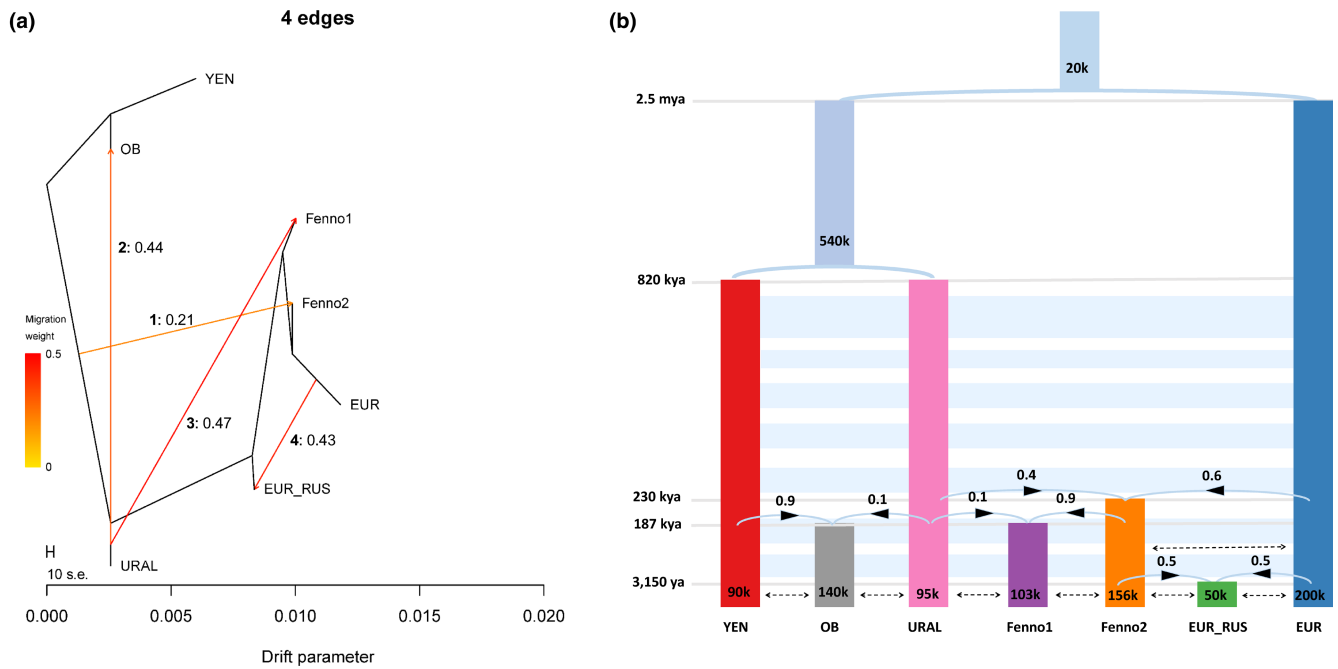 (a)
4 edges
YEN
OB
Fenno1
2: 0.44
Fenno2
1: 0.21
Migration
weight
0.5
0
EUR
3: 0.47
4: 0.43
EUR_RUS
H
10 s.e.
URAL
0.000 0.005 0.010 0.015 0.020
Drift parameter
(b)
20k
2.5 mya
540k
820 kya
0.4 0.6
230 kya
0.9 0.1 0.1 0.9
187 kya
0.5 0.5
3,150 ya
90k 140k 95k 103k 156k 50k 200k
YEN OB URAL Fenno1 Fenno2 EUR_RUS EUR